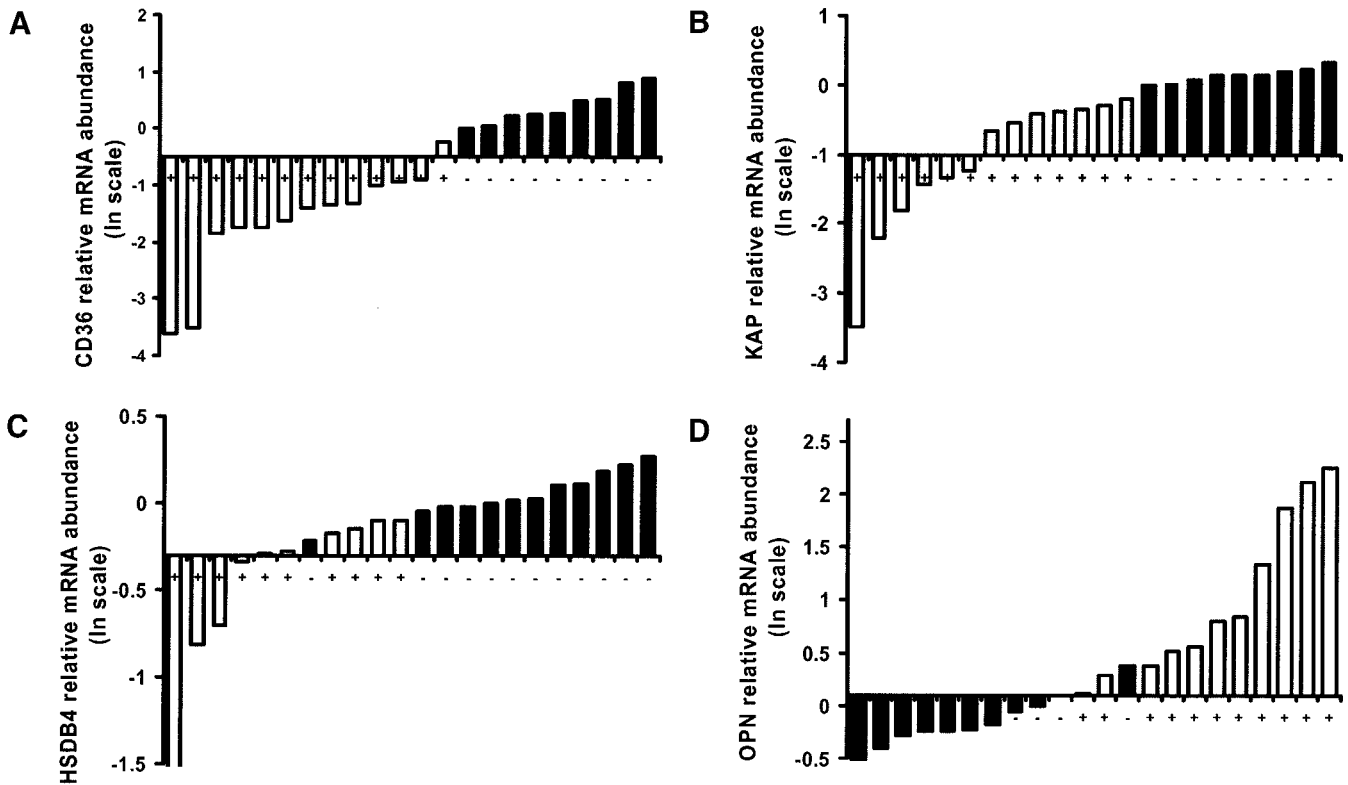 A
CD36 relative mRNA abundance
(ln scale)
2
1
0
-1
-2
-3
-4
+ + + + + + + + + + + + - - - - - - - - -
B
KAP relative mRNA abundance
(ln scale)
1
0
-1
-2
-3
-4
+ + + + + + + + + + + + + - - - - - - - - -
C
HSDB4 relative mRNA abundance
(ln scale)
0.5
0
-0.5
-1
-1.5
+ + + + + + - + + + + - - - - - - - - - - -
D
OPN relative mRNA abundance
(ln scale)
2.5
2
1.5
1
0.5
0
-0.5
- - + + - + + + + + + + + +